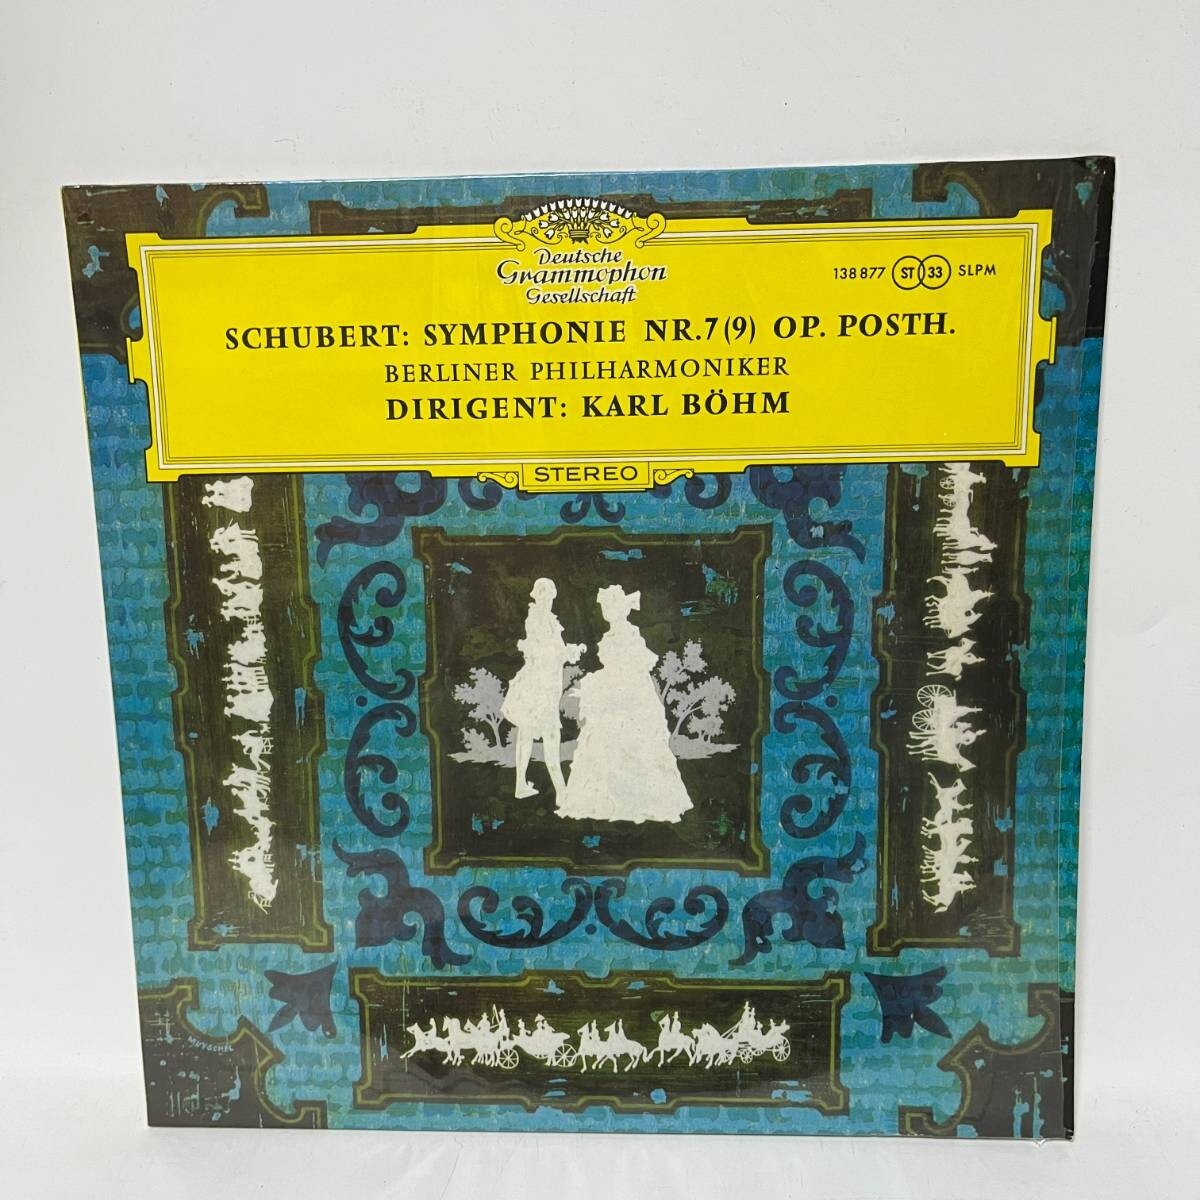 Deutsche
Grammophon
Gesellschaft
138 877 ST 33 SLPM
SCHUBERT: SYMPHONIE NR.7(9) OP. POSTH.
BERLINER PHILHARMONIKER
DIRIGENT: KARL BÖHM
STEREO
MUYSCHEL